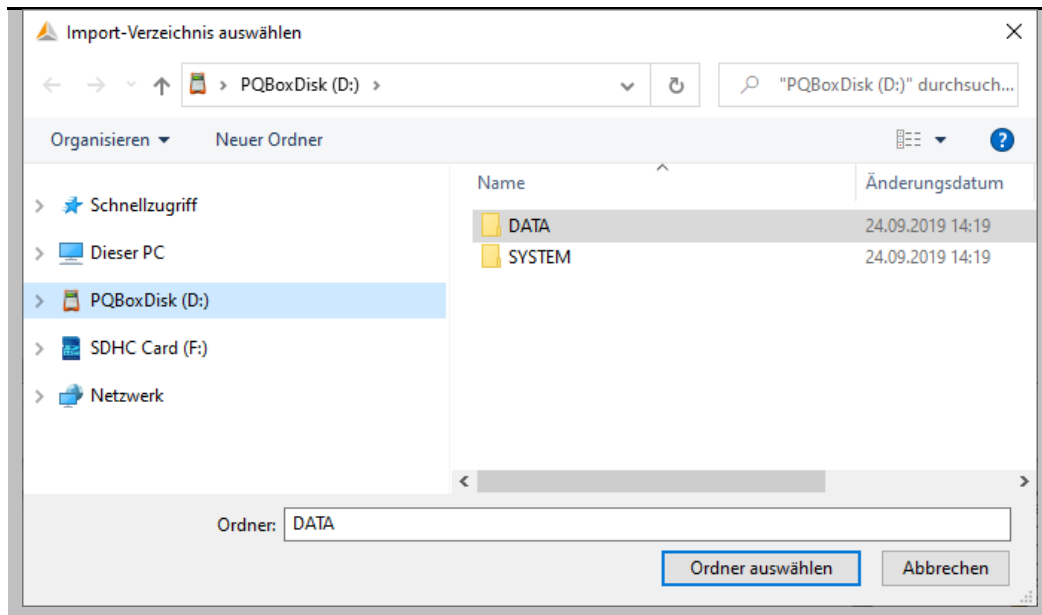 Import-Verzeichnis auswählen
PQBoxDisk (D:)
"PQBoxDisk (D:)" durchsuch...
Organisieren
Neuer Ordner
Name
Änderungsdatum
Schnellzugriff
Dieser PC
PQBoxDisk (D:)
SDHC Card (F:)
Netzwerk
DATA
24.09.2019 14:19
SYSTEM
24.09.2019 14:19
Ordner: DATA
Ordner auswählen
Abbrechen